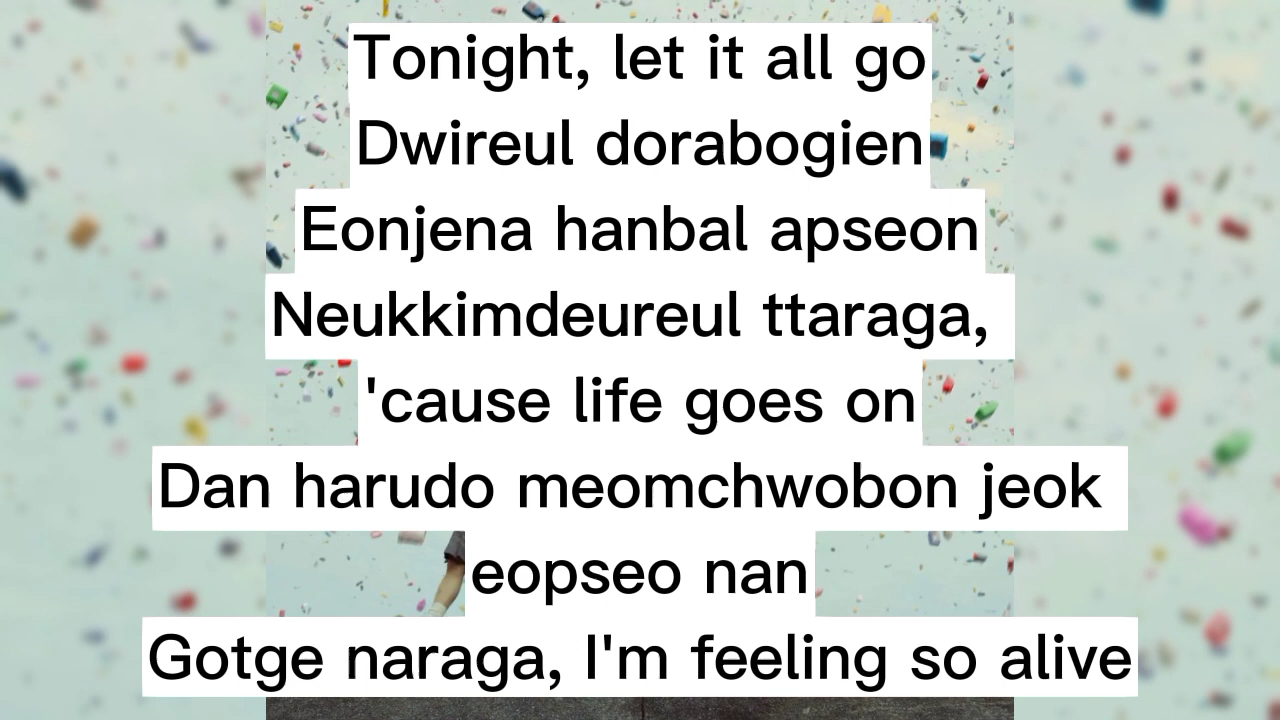 Tonight, let it all go
Dwireul dorabogien
Eonjena hanbal apseon
Neukkimdeureul ttaraga,
'cause life goes on
Dan harudo meomchwobon jeok
eopseo nan
Gotge naraga, I'm feeling so alive